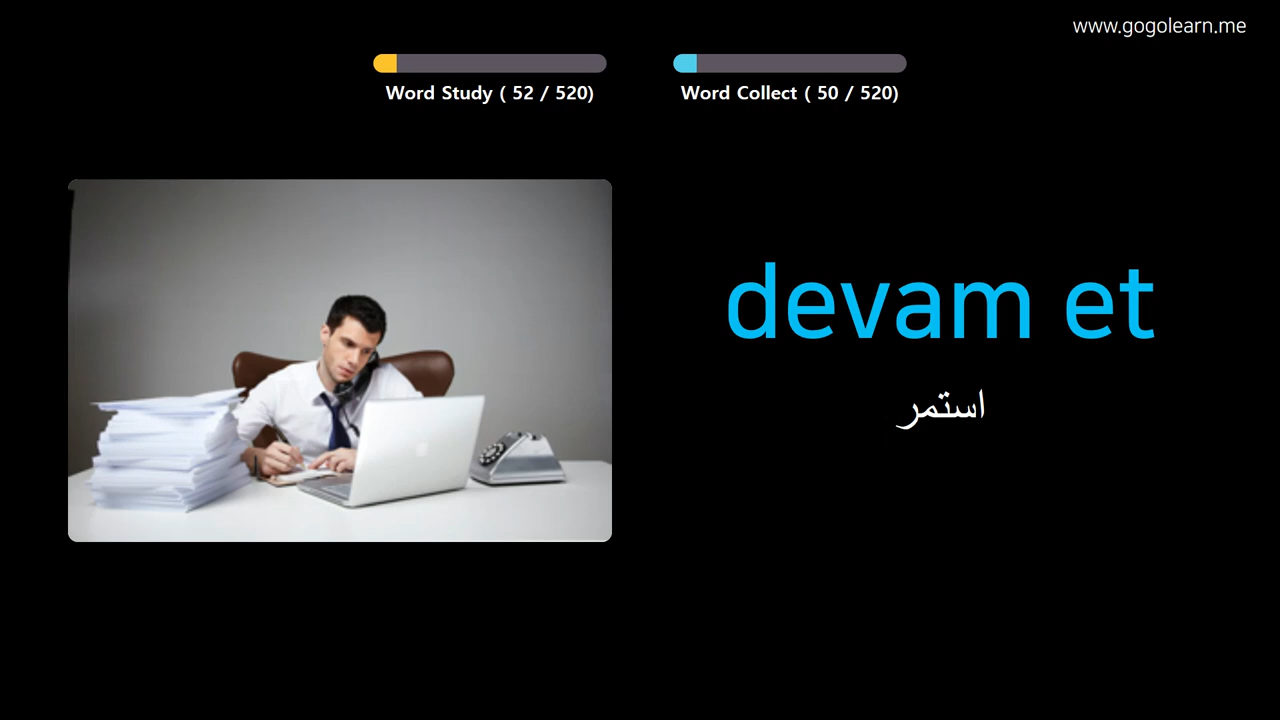 www.gogolearn.me
Word Study ( 52 / 520)
Word Collect ( 50 / 520)
devam et
استمر